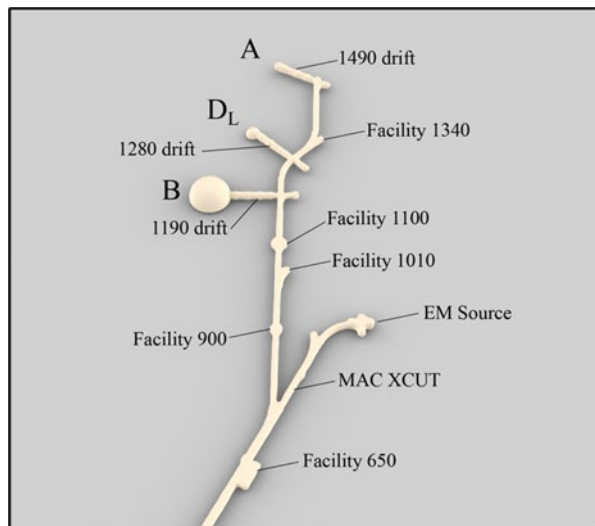 A
1490 drift
D_L
Facility 1340
1280 drift
B
1190 drift
Facility 1100
Facility 1010
EM Source
Facility 900
MAC XCUT
Facility 650